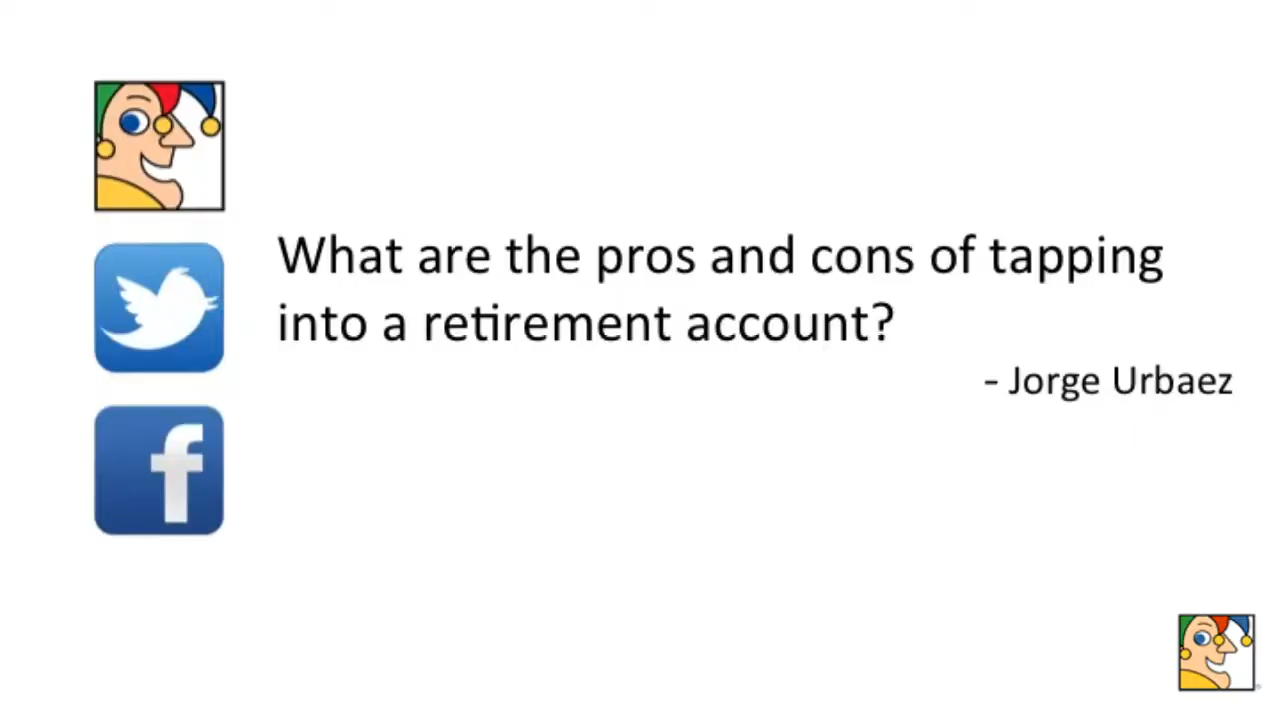 What are the pros and cons of tapping
into a retirement account?
- Jorge Urbaez
f